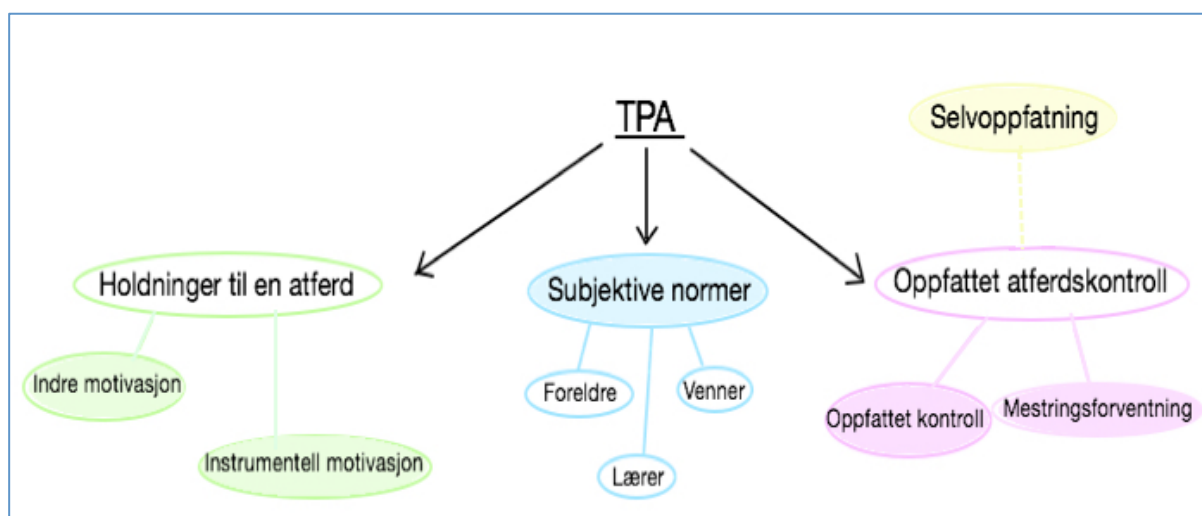 TPA
Selvoppfatning
Holdninger til en atferd
Subjektive normer
Oppfattet atferdskontroll
Indre motivasjon
Foreldre
Venner
Oppfattet kontroll
Mestringsforventning
Instrumentell motivasjon
Lærer